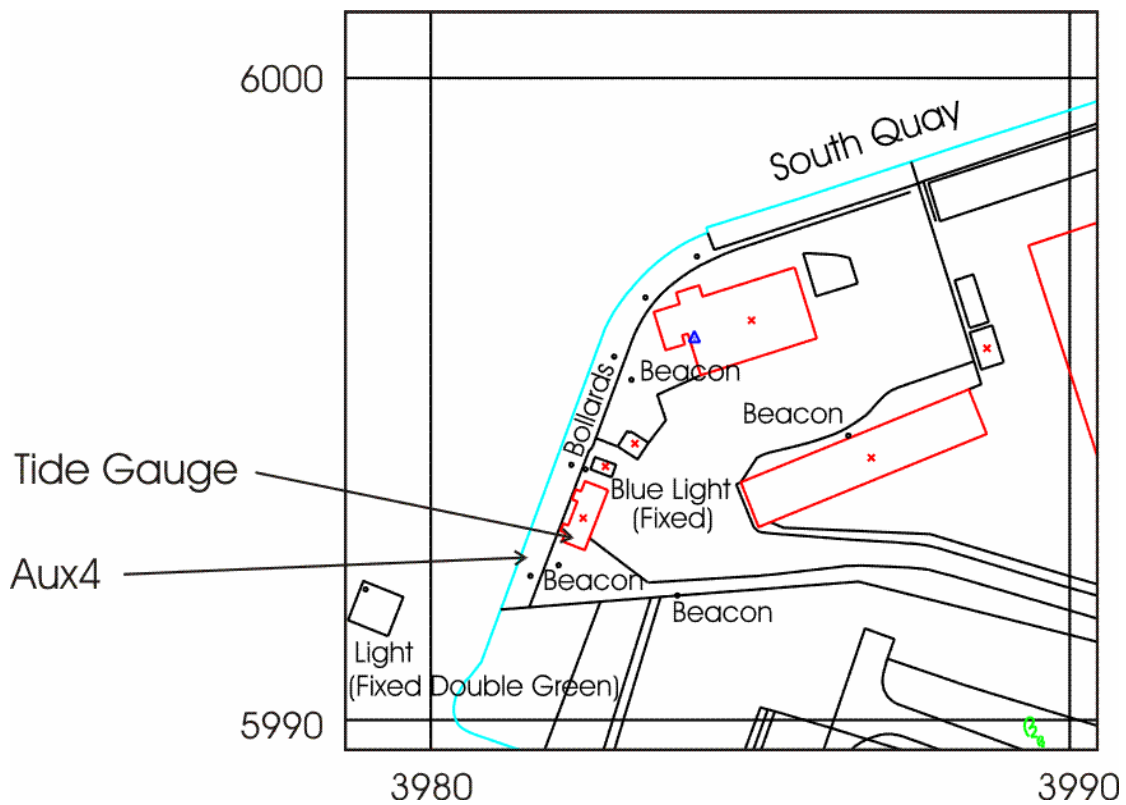 6000
South Quay
Beacon
Bollards
Beacon
Tide Gauge
Blue Light
(Fixed)
Aux4
Beacon
Beacon
Light
(Fixed Double Green)
5990
3980
3990